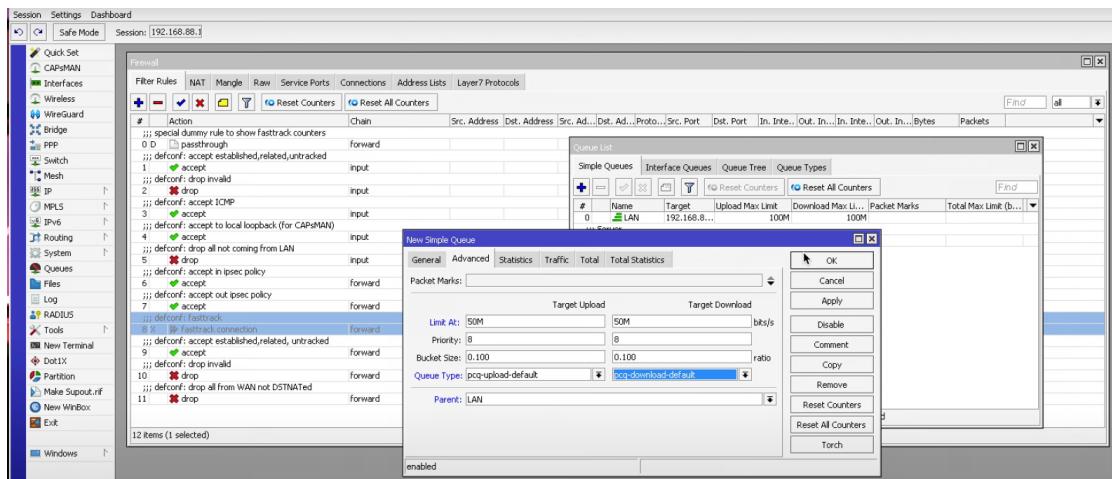 Session Settings Dashboard
Safe Mode Session: 192.168.88.1
Quick Set
CAPsMAN
Interfaces
Wireless
WireGuard
Bridge
PPP
Switch
Mesh
IP
MPLS
IPv6
Routing
System
Queues
Files
Log
RADIUS
Tools
New Terminal
Dot1X
Partition
Make Supout.rif
New WinBox
Exit
Windows
Firewall
Filter Rules NAT Mangle Raw Service Ports Connections Address Lists Layer7 Protocols
Reset Counters Reset All Counters Find all
# Action Chain Src. Address Dst. Address Src. Ad... Dst. Ad... Proto... Src. Port Dst. Port In. Inte... Out. In... In. Inte... Out. In... Bytes Packets
;;; special dummy rule to show fasttrack counters
0 D passthrough forward
;;; defconf: accept established,related,untracked
1 accept input
;;; defconf: drop invalid
2 drop input
;;; defconf: accept ICMP
3 accept input
;;; defconf: accept to local loopback (for CAPsMAN)
4 accept input
;;; defconf: drop all not coming from LAN
5 drop input
;;; defconf: accept in ipsec policy
6 accept forward
;;; defconf: accept out ipsec policy
7 accept forward
;;; defconf: fasttrack
8 X fasttrack connection forward
;;; defconf: accept established,related, untracked
9 accept forward
;;; defconf: drop invalid
10 drop forward
;;; defconf: drop all from WAN not DSTNATed
11 drop forward
12 items (1 selected)
Queue List
Simple Queues Interface Queues Queue Tree Queue Types
Reset Counters Reset All Counters Find
# Name Target Upload Max Limit Download Max Li... Packet Marks Total Max Limit (b...
0 LAN 192.168.8... 100M 100M
;;; Server
New Simple Queue
General Advanced Statistics Traffic Total Total Statistics
Packet Marks:
Target Upload Target Download
Limit At: 50M 50M bits/s
Priority: 8 8
Bucket Size: 0.100 0.100 ratio
Queue Type: pcq-upload-default pcq-download-default
Parent: LAN
OK
Cancel
Apply
Disable
Comment
Copy
Remove
Reset Counters
Reset All Counters
Torch
enabled